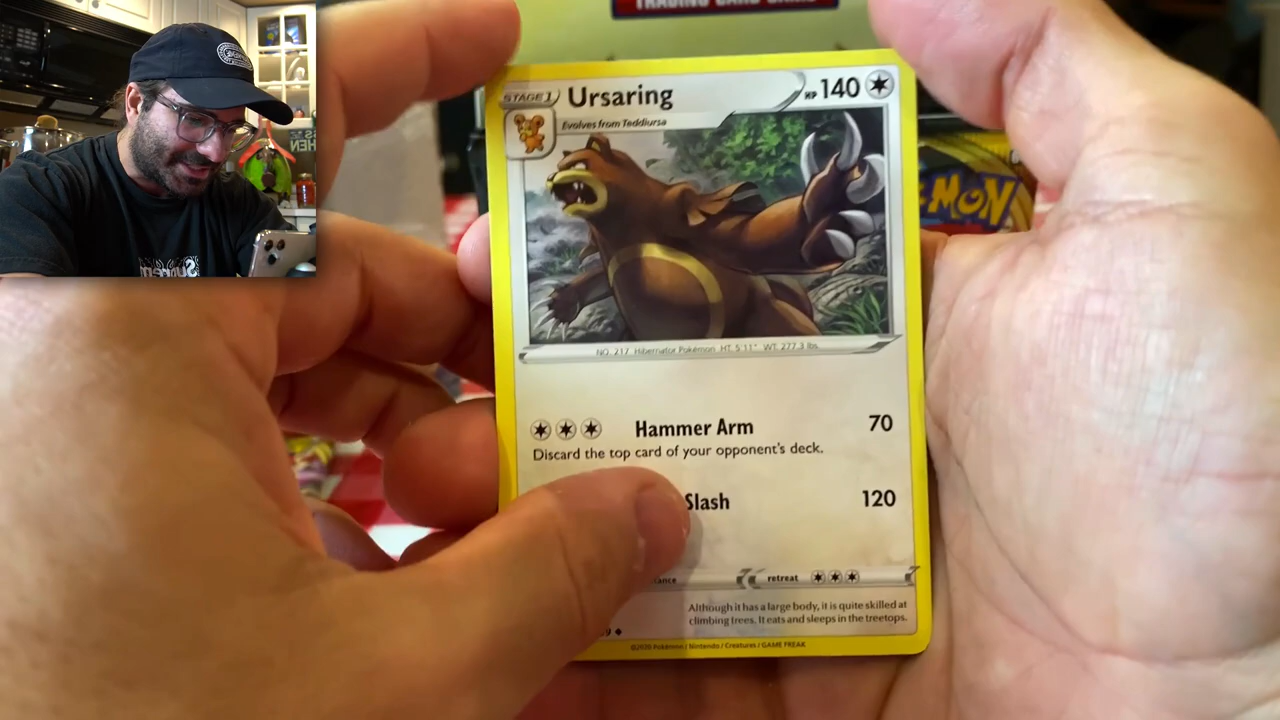 TRADING CARD GAME
STAGE 1
Ursaring
HP 140
Evolves from Teddiursa
NO. 217 Hibernator Pokémon HT: 5'11" WT: 277.3 lbs.
Hammer Arm 70
Discard the top card of your opponent's deck.
Slash 120
retreat
Although it has a large body, it is quite skilled at
climbing trees. It eats and sleeps in the treetops.
©2020 Pokémon / Nintendo / Creatures / GAME FREAK